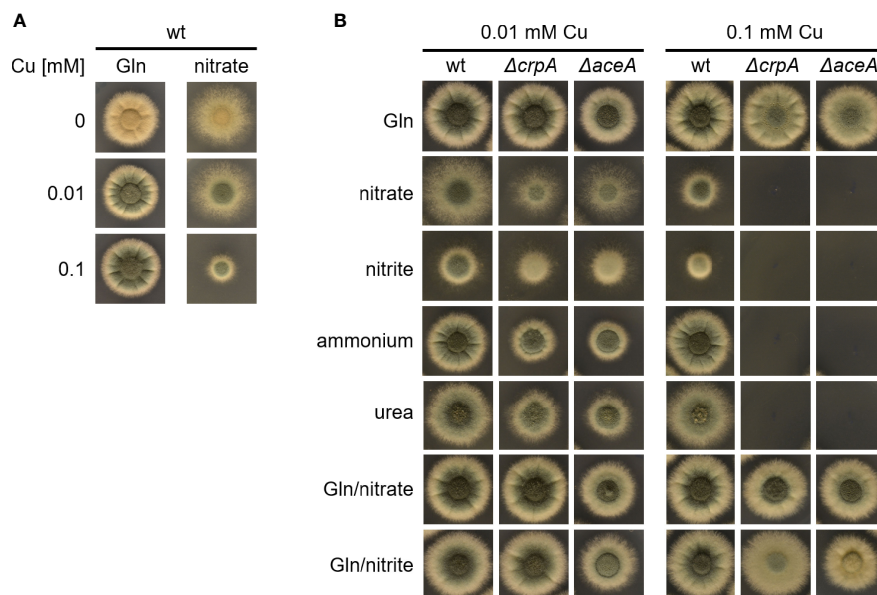 A
wt
Cu [mM]
Gln
nitrate
0
0.01
0.1
B
0.01 mM Cu
0.1 mM Cu
wt
ΔcrpA
ΔaceA
wt
ΔcrpA
ΔaceA
Gln
nitrate
nitrite
ammonium
urea
Gln/nitrate
Gln/nitrite